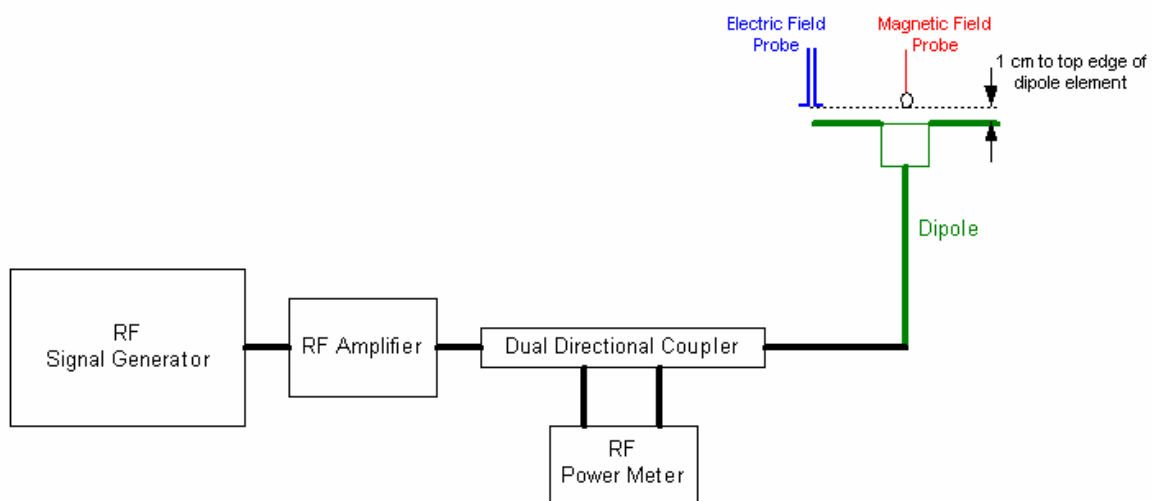 Electric Field
Probe
Magnetic Field
Probe
1 cm to top edge of
dipole element
Dipole
RF
Signal Generator
RF Amplifier
Dual Directional Coupler
RF
Power Meter